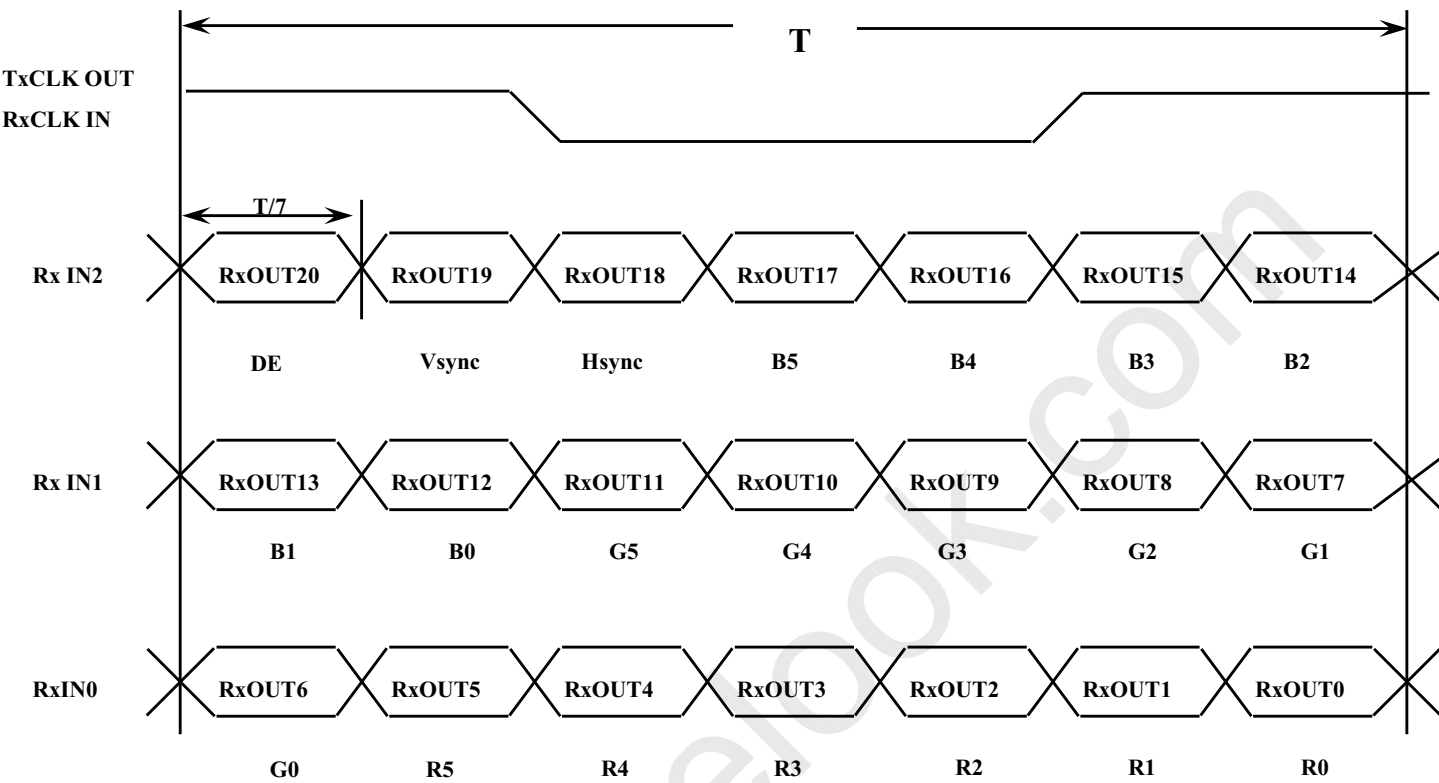 T
TxCLK OUT
RxCLK IN
T/7
Rx IN2
RxOUT20 RxOUT19 RxOUT18 RxOUT17 RxOUT16 RxOUT15 RxOUT14
DE Vsync Hsync B5 B4 B3 B2
Rx IN1
RxOUT13 RxOUT12 RxOUT11 RxOUT10 RxOUT9 RxOUT8 RxOUT7
B1 B0 G5 G4 G3 G2 G1
RxIN0
RxOUT6 RxOUT5 RxOUT4 RxOUT3 RxOUT2 RxOUT1 RxOUT0
G0 R5 R4 R3 R2 R1 R0
elook.com